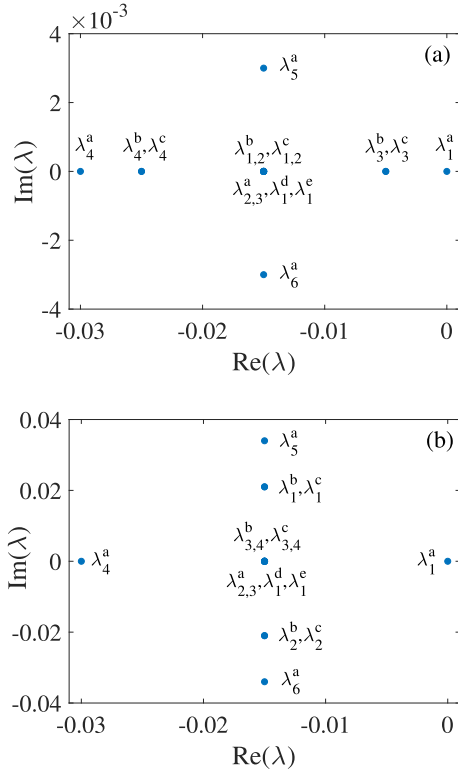 ×10⁻³
(a)
4
λ₅ᵃ
2
λ₄ᵃ λ₄ᵇ,λ₄ᶜ λ₁,₂ᵇ,λ₁,₂ᶜ λ₃ᵇ,λ₃ᶜ λ₁ᵃ
0
λ₂,₃ᵃ,λ₁ᵈ,λ₁ᵉ
Im(λ)
-2
λ₆ᵃ
-4
-0.03 -0.02 -0.01 0
Re(λ)
0.04
(b)
λ₅ᵃ
0.02
λ₁ᵇ,λ₁ᶜ
λ₃,₄ᵇ,λ₃,₄ᶜ
0
λ₄ᵃ λ₁ᵃ
λ₂,₃ᵃ,λ₁ᵈ,λ₁ᵉ
Im(λ)
-0.02
λ₂ᵇ,λ₂ᶜ
λ₆ᵃ
-0.04
-0.03 -0.02 -0.01 0
Re(λ)